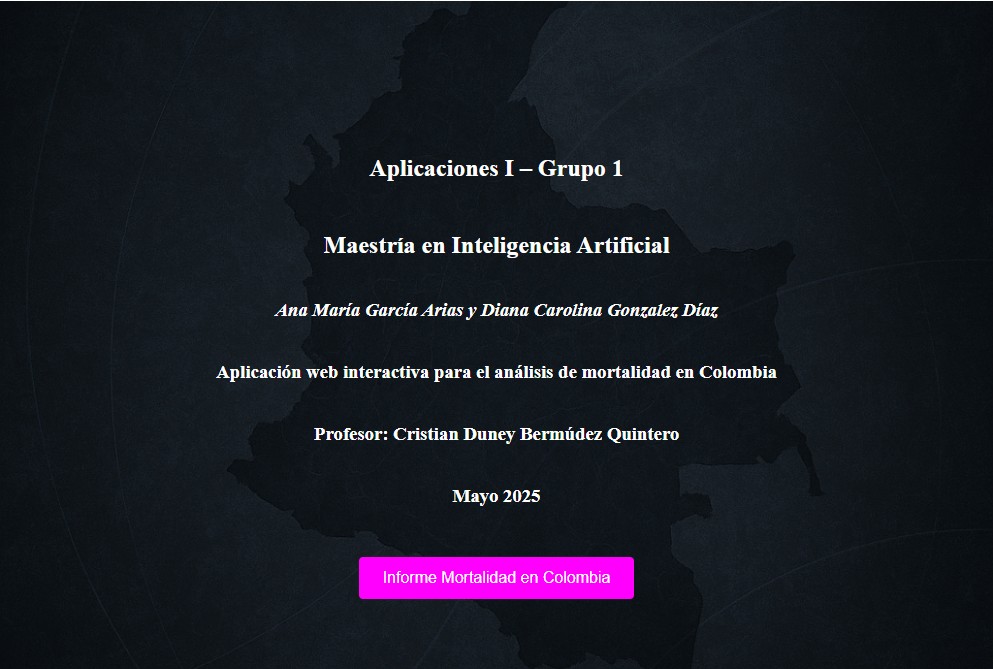 Aplicaciones I – Grupo 1
Maestría en Inteligencia Artificial
Ana María García Arias y Diana Carolina Gonzalez Díaz
Aplicación web interactiva para el análisis de mortalidad en Colombia
Profesor: Cristian Duney Bermúdez Quintero
Mayo 2025
Informe Mortalidad en Colombia